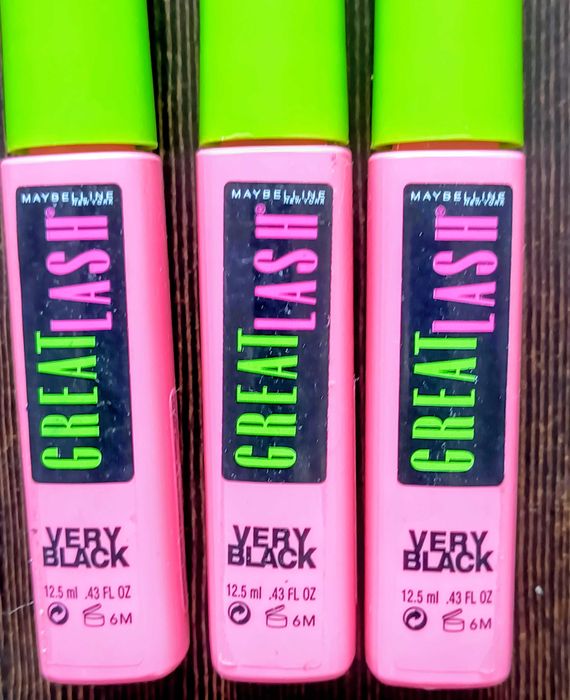 MAYBELLINE
NEW YORK
GREAT LASH®
VERY
BLACK
12.5 ml .43 FL OZ
6M
MAYBELLINE
NEW YORK
GREAT LASH®
VERY
BLACK
12.5 ml .43 FL OZ
6M
MAYBELLINE
NEW YORK
GREAT LASH®
VERY
BLACK
12.5 ml .43 FL OZ
6M